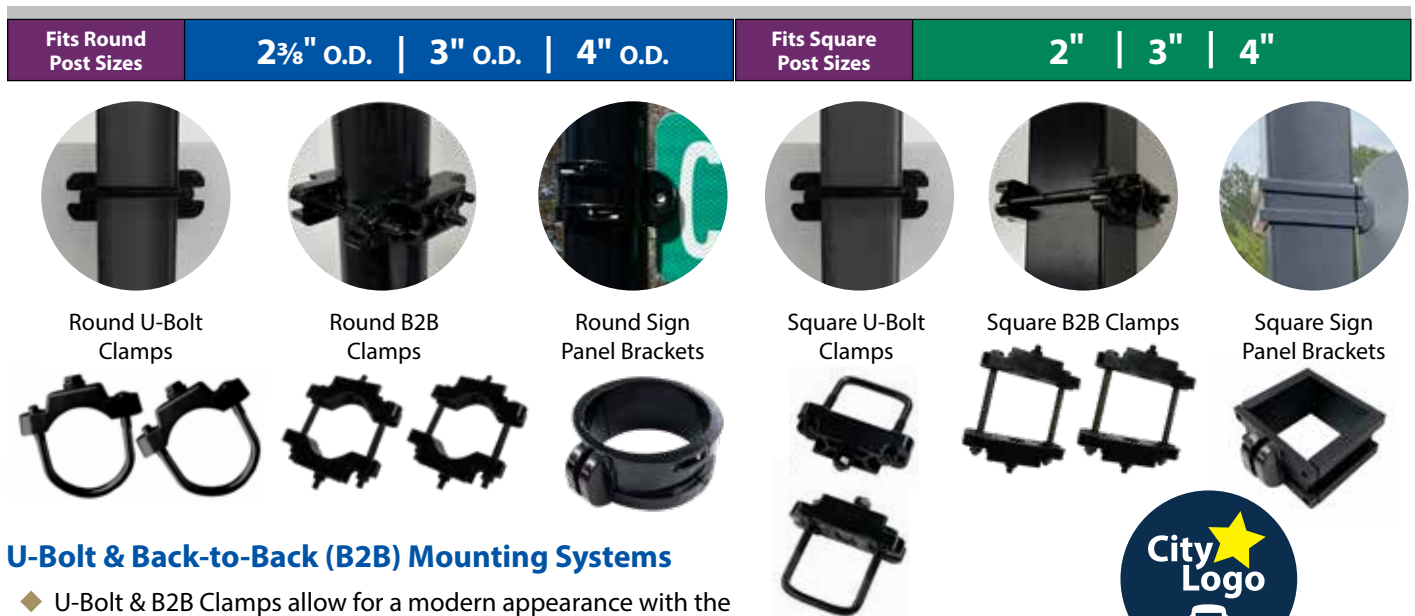 Fits Round
Post Sizes
2⅜" O.D. | 3" O.D. | 4" O.D.
Fits Square
Post Sizes
2" | 3" | 4"
C
Round U-Bolt
Clamps
Round B2B
Clamps
Round Sign
Panel Brackets
Square U-Bolt
Clamps
Square B2B Clamps
Square Sign
Panel Brackets
U-Bolt & Back-to-Back (B2B) Mounting Systems
◆ U-Bolt & B2B Clamps allow for a modern appearance with the
City
Logo